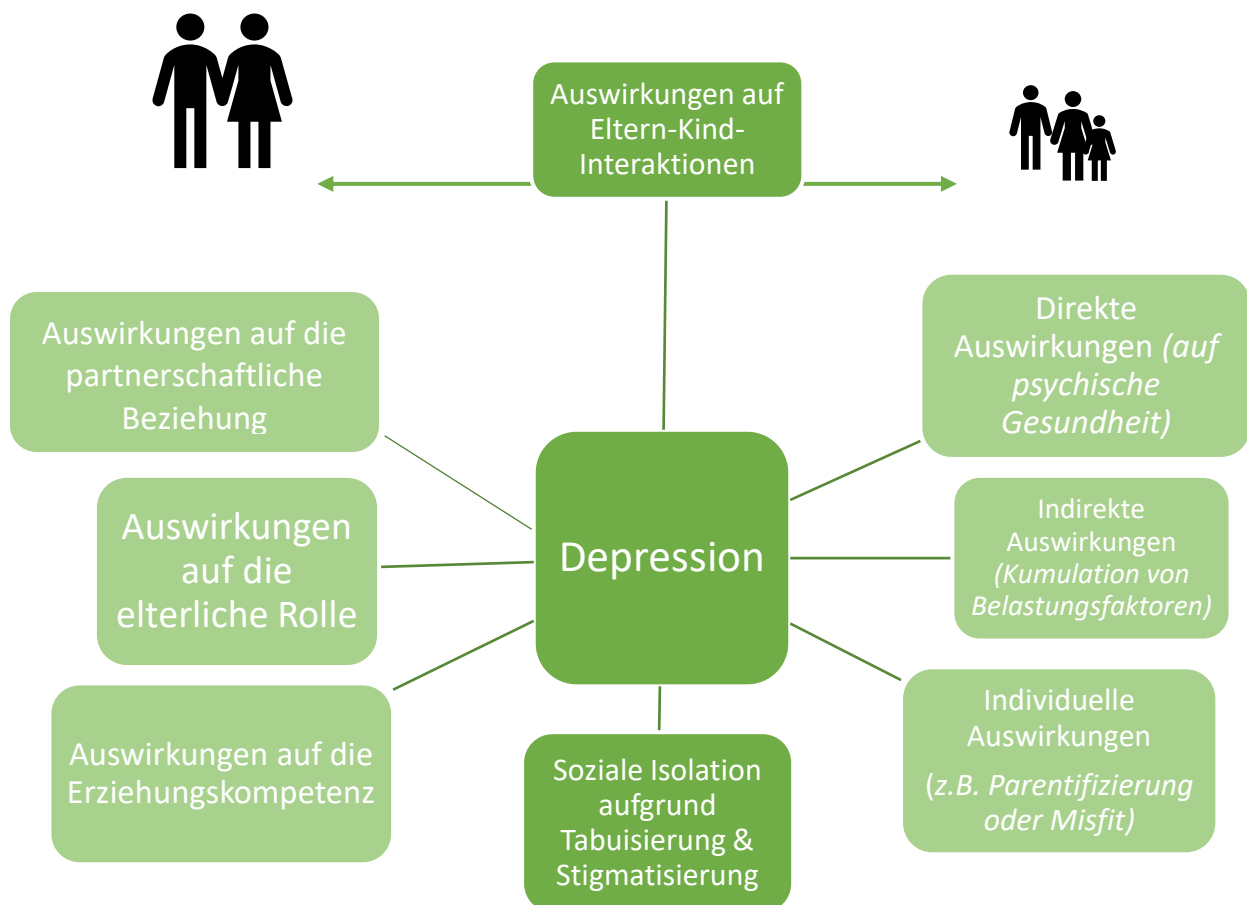 Auswirkungen auf
Eltern-Kind-
Interaktionen
Auswirkungen auf die
partnerschaftliche
Beziehung
Direkte
Auswirkungen (auf
psychische
Gesundheit)
Auswirkungen
auf die
elterliche Rolle
Depression
Indirekte
Auswirkungen
(Kumulation von
Belastungsfaktoren)
Auswirkungen auf die
Erziehungskompetenz
Soziale Isolation
aufgrund
Tabuisierung &
Stigmatisierung
Individuelle
Auswirkungen
(z.B. Parentifizierung
oder Misfit)